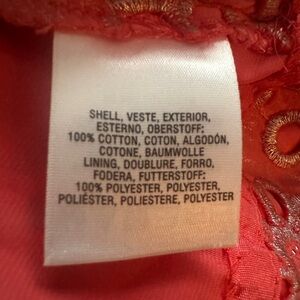 SHELL, VESTE, EXTERIOR,
ESTERNO, OBERSTOFF:
100% COTTON, COTON, ALGODÓN,
COTONE, BAUMWOLLE
LINING, DOUBLURE, FORRO,
FODERA, FUTTERSTOFF:
100% POLYESTER, POLYESTER,
POLIÉSTER, POLIESTERE, POLYESTER